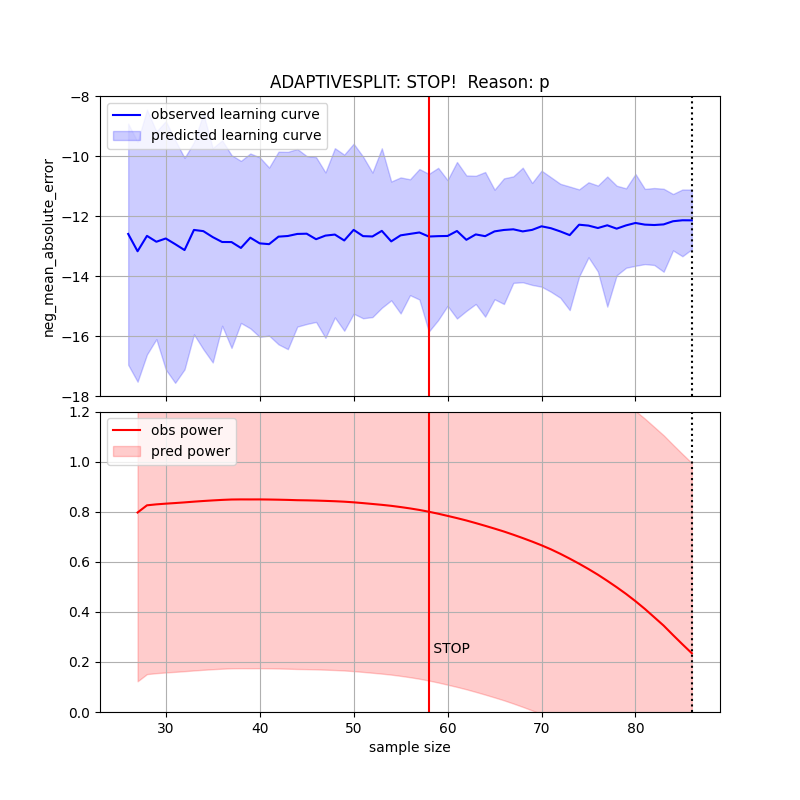 ADAPTIVESPLIT: STOP!  Reason: p
neg_mean_absolute_error
−8
−10
−12
−14
−16
−18
observed learning curve
predicted learning curve
1.2
1.0
0.8
0.6
0.4
0.2
0.0
obs power
pred power
STOP
30 40 50 60 70 80
sample size